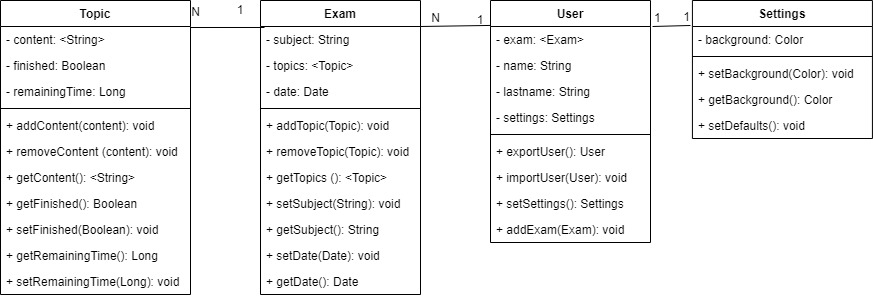 Topic
- content: <String>
- finished: Boolean
- remainingTime: Long
+ addContent(content): void
+ removeContent (content): void
+ getContent(): <String>
+ getFinished(): Boolean
+ setFinished(Boolean): void
+ getRemainingTime(): Long
+ setRemainingTime(Long): void
N 1
Exam
- subject: String
- topics: <Topic>
- date: Date
+ addTopic(Topic): void
+ removeTopic(Topic): void
+ getTopics (): <Topic>
+ setSubject(String): void
+ getSubject(): String
+ setDate(Date): void
+ getDate(): Date
N 1
User
- exam: <Exam>
- name: String
- lastname: String
- settings: Settings
+ exportUser(): User
+ importUser(User): void
+ setSettings(): Settings
+ addExam(Exam): void
1 1
Settings
- background: Color
+ setBackground(Color): void
+ getBackground(): Color
+ setDefaults(): void